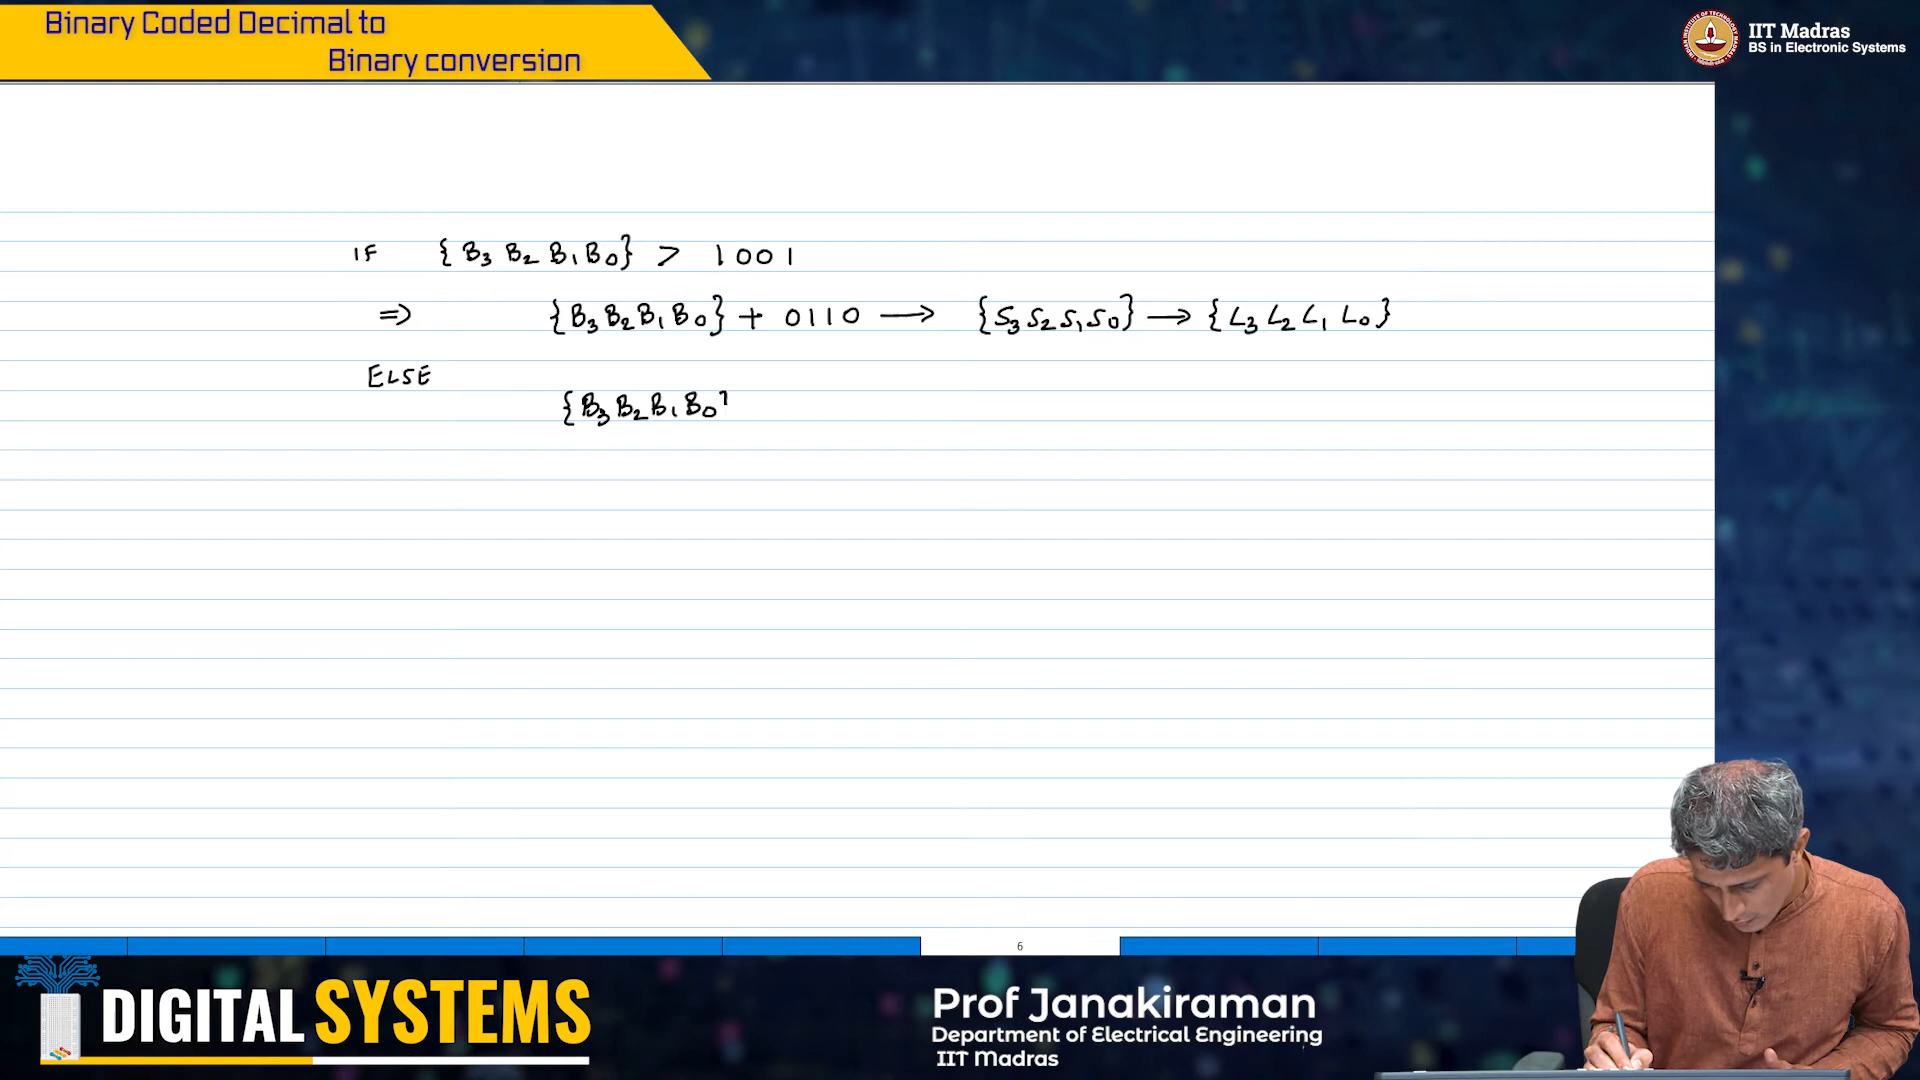 Binary Coded Decimal to
Binary conversion
IIT Madras
BS in Electronic Systems
IF {B₃ B₂ B₁ B₀} > 1001
⇒ {B₃ B₂ B₁ B₀} + 0110 → {S₃ S₂ S₁ S₀} → {L₃ L₂ L₁ L₀}
ELSE
{B₃ B₂ B₁ B₀
6
DIGITAL SYSTEMS
Prof Janakiraman
Department of Electrical Engineering
IIT Madras